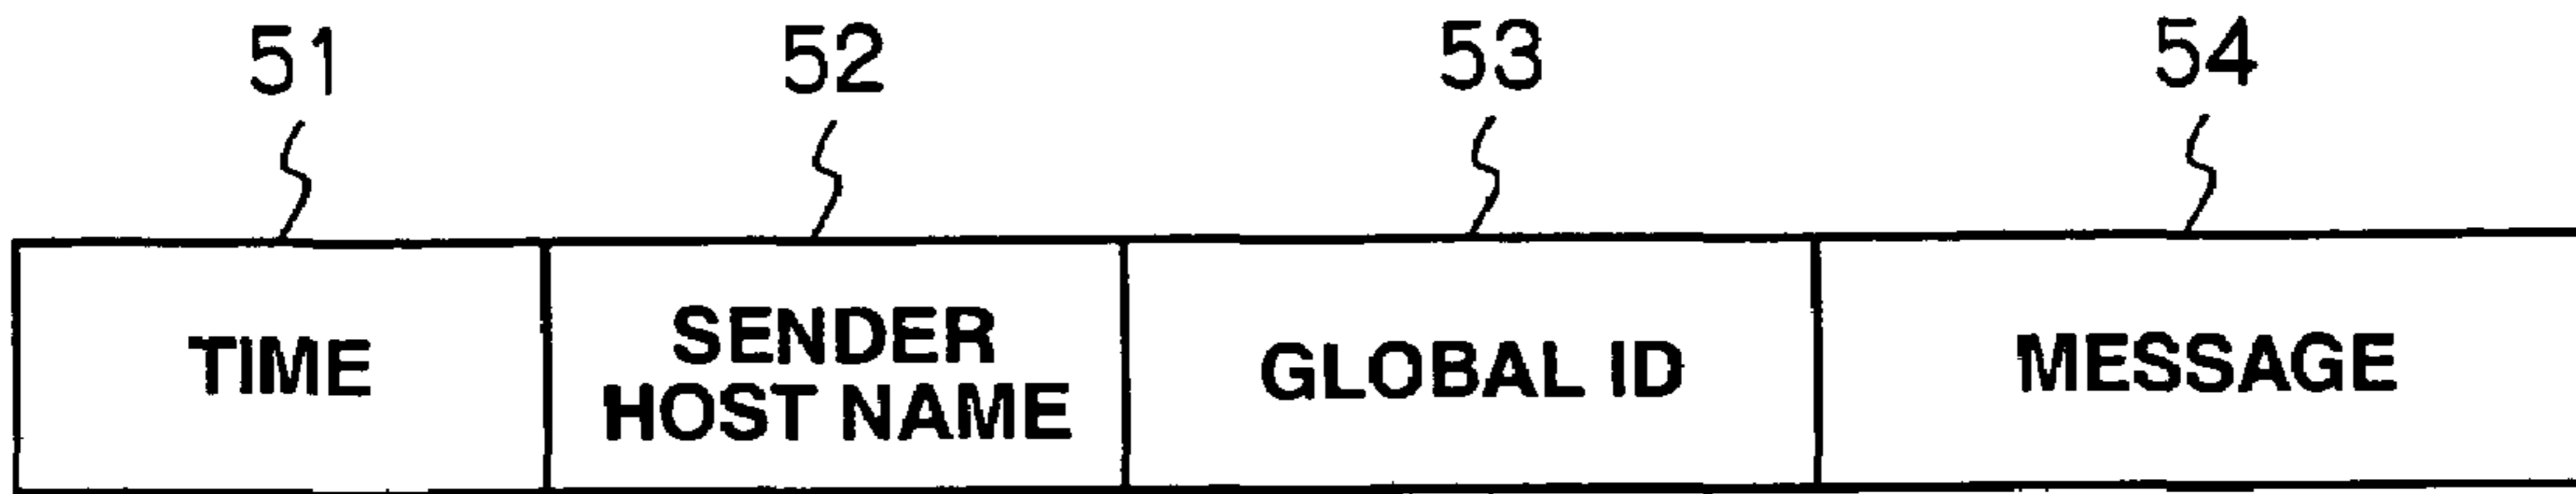 51 52 53 54
TIME
SENDER
HOST NAME
GLOBAL ID
MESSAGE